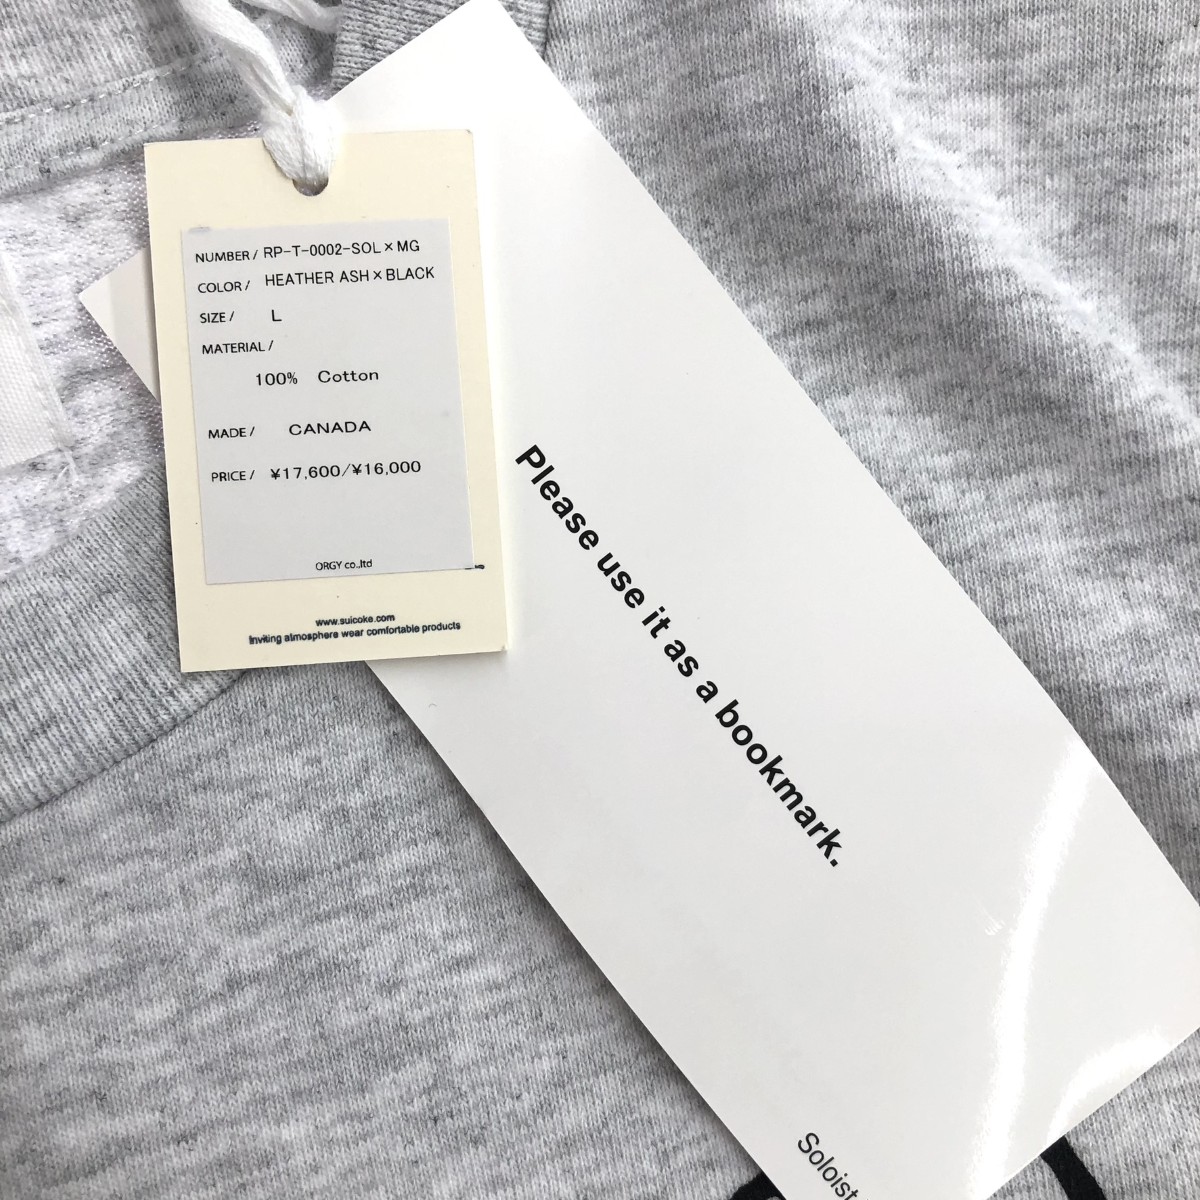 NUMBER / RP-T-0002-SOL×MG
COLOR / HEATHER ASH×BLACK
SIZE / L
MATERIAL /
100% Cotton
MADE / CANADA
PRICE / ¥17,600/¥16,000
ORGY co.,ltd
www.suicoke.com
Inviting atmosphere wear comfortable products
Please use it as a bookmark.
Soloist